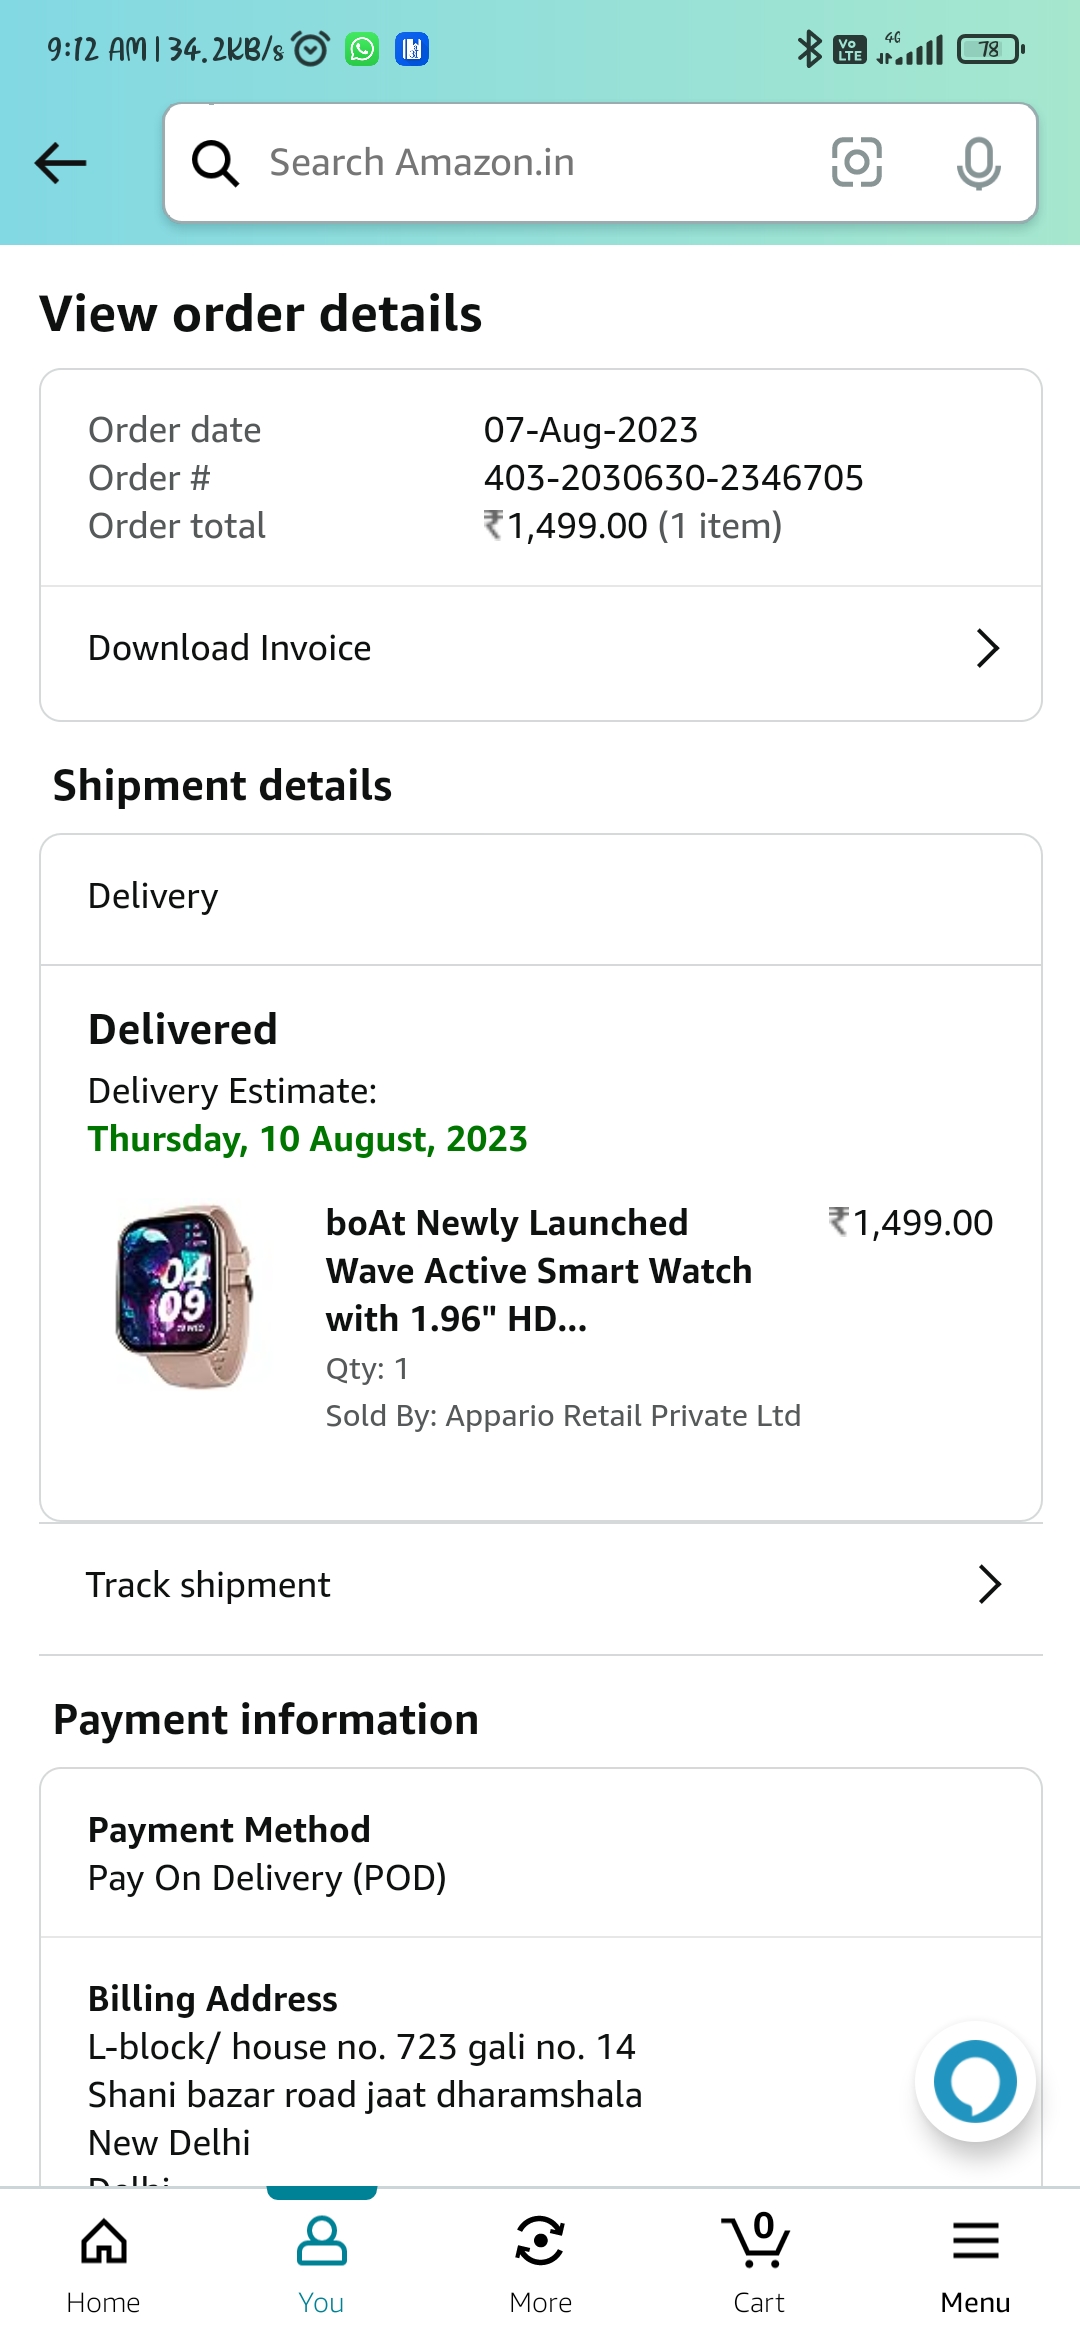 9:12 AM | 34.2KB/s
Vo LTE 4G 78
Search Amazon.in
View order details
Order date 07-Aug-2023
Order # 403-2030630-2346705
Order total ₹1,499.00 (1 item)
Download Invoice
Shipment details
Delivery
Delivered
Delivery Estimate:
Thursday, 10 August, 2023
04
09
boAt Newly Launched ₹1,499.00
Wave Active Smart Watch
with 1.96" HD...
Qty: 1
Sold By: Appario Retail Private Ltd
Track shipment
Payment information
Payment Method
Pay On Delivery (POD)
Billing Address
L-block/ house no. 723 gali no. 14
Shani bazar road jaat dharamshala
New Delhi
Delhi
0
Home You More Cart Menu